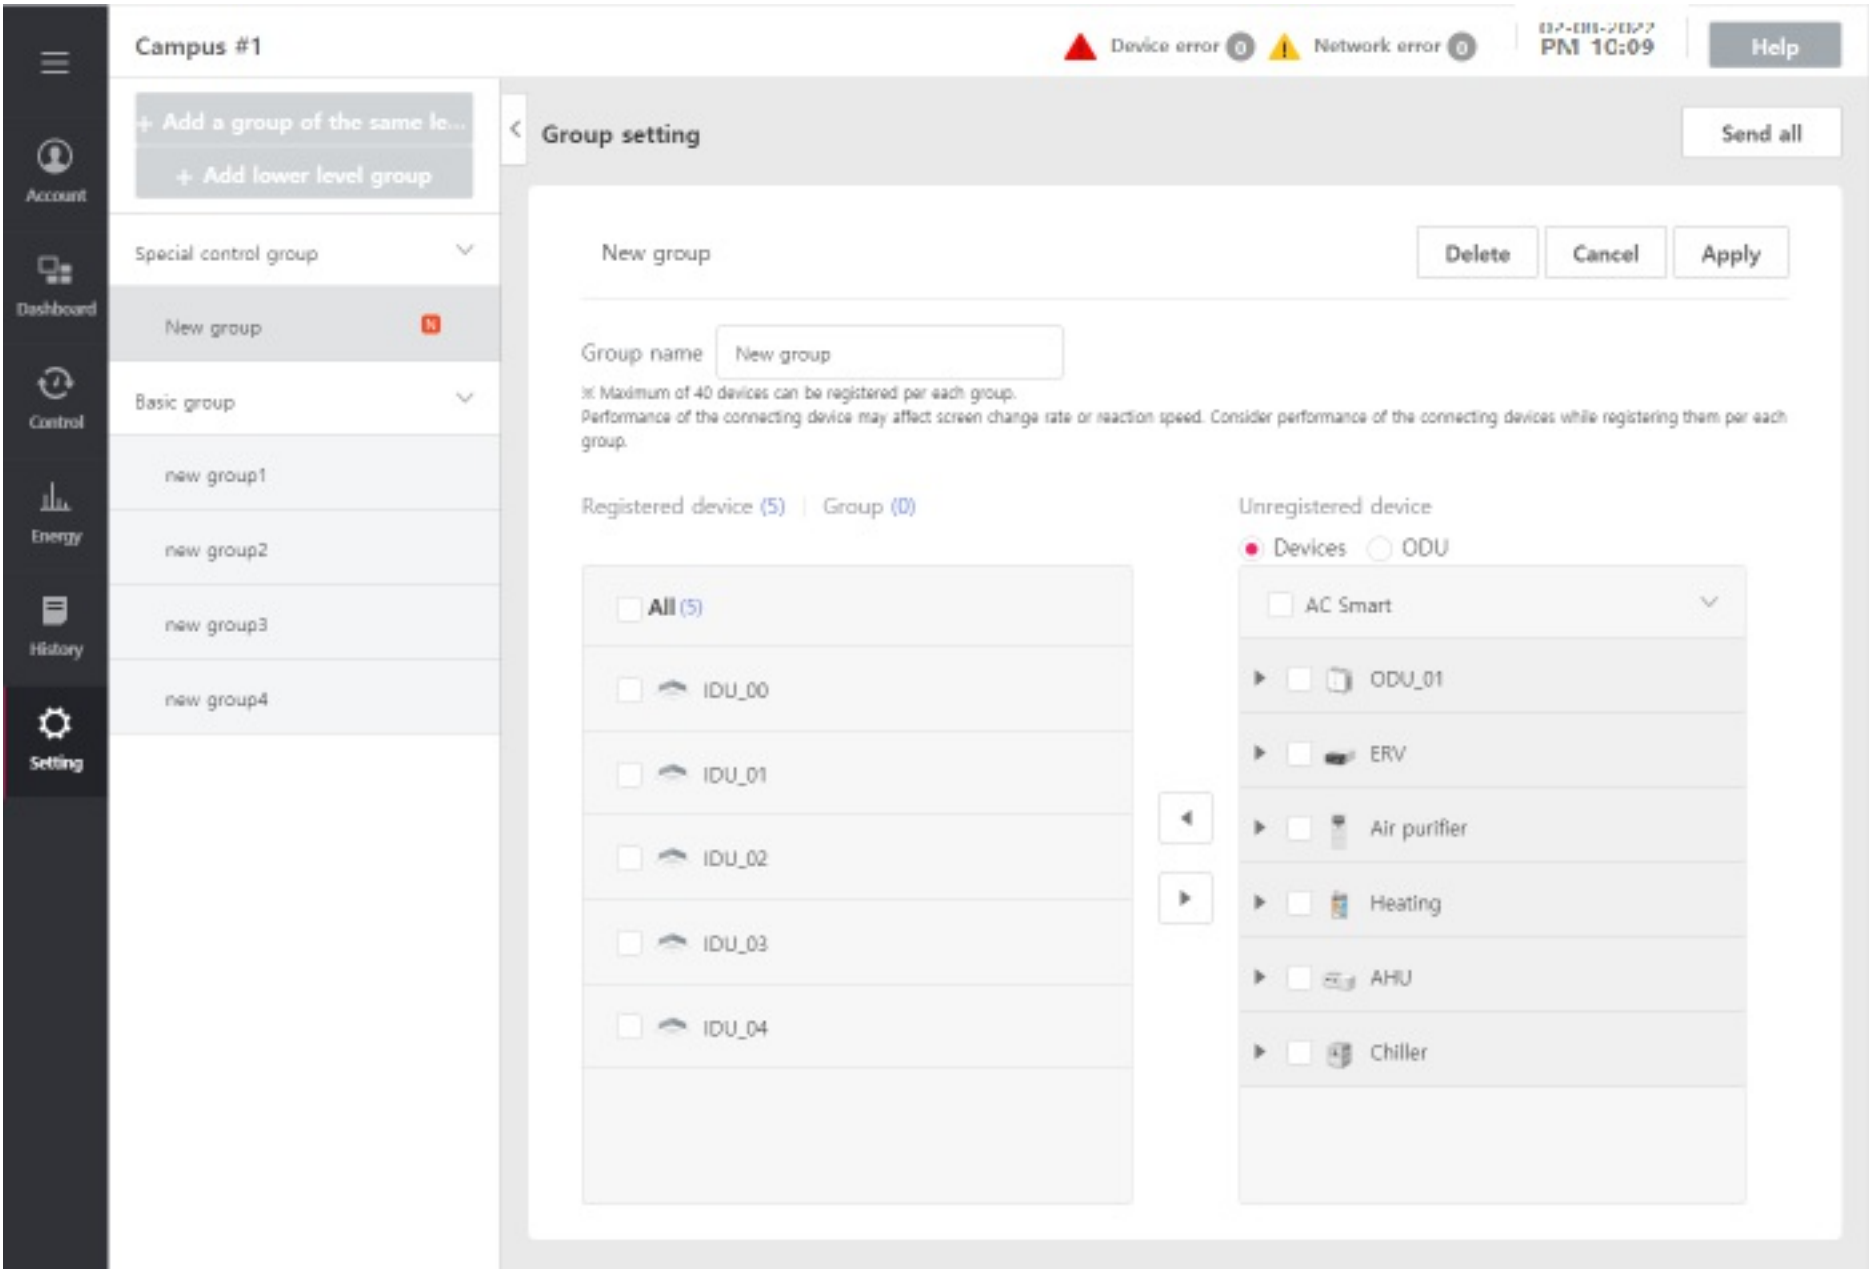 Campus #1
Device error 0
Network error 0
02-08-2022
PM 10:09
Help
Account
Dashboard
Control
Energy
History
Setting
+ Add a group of the same le...
+ Add lower level group
Special control group
New group N
Basic group
new group1
new group2
new group3
new group4
Group setting
Send all
New group
Delete
Cancel
Apply
Group name New group
※ Maximum of 40 devices can be registered per each group.
Performance of the connecting device may affect screen change rate or reaction speed. Consider performance of the connecting devices while registering them per each
group.
Registered device (5) | Group (0)
All (5)
IDU_00
IDU_01
IDU_02
IDU_03
IDU_04
Unregistered device
Devices ODU
AC Smart
ODU_01
ERV
Air purifier
Heating
AHU
Chiller